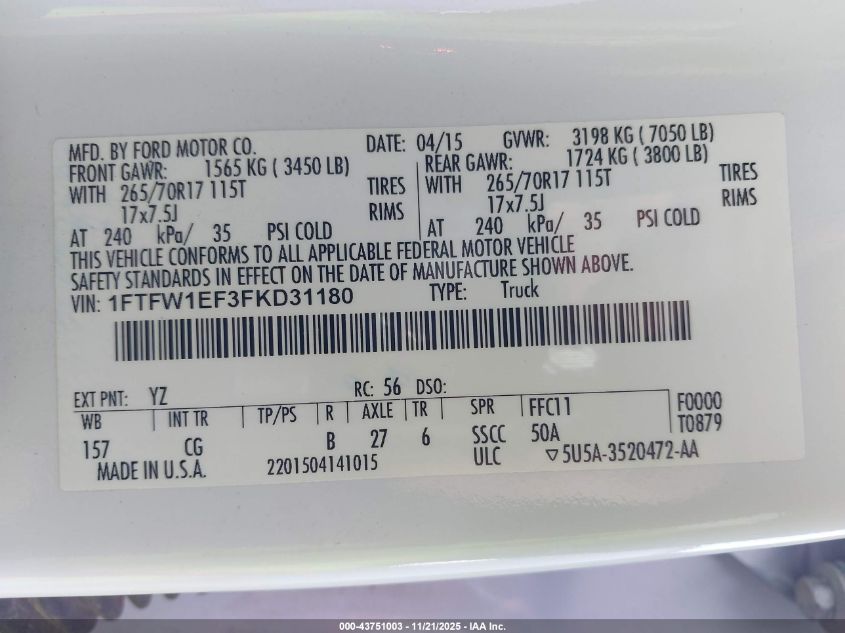 MFD. BY FORD MOTOR CO. DATE: 04/15 GVWR: 3198 KG ( 7050 LB)
FRONT GAWR: 1565 KG ( 3450 LB) REAR GAWR: 1724 KG ( 3800 LB)
WITH 265/70R17 115T TIRES WITH 265/70R17 115T TIRES
17x7.5J RIMS 17x7.5J RIMS
AT 240 kPa/ 35 PSI COLD AT 240 kPa/ 35 PSI COLD
THIS VEHICLE CONFORMS TO ALL APPLICABLE FEDERAL MOTOR VEHICLE
SAFETY STANDARDS IN EFFECT ON THE DATE OF MANUFACTURE SHOWN ABOVE.
VIN: 1FTFW1EF3FKD31180 TYPE: Truck
EXT PNT: YZ RC: 56 DSO:
WB INT TR TP/PS R AXLE TR SPR FFC11 F0000
157 CG B 27 6 SSCC 50A T0879
MADE IN U.S.A. 2201504141015 ULC ▽5U5A-3520472-AA
000-43751003 - 11/21/2025 - IAA Inc.